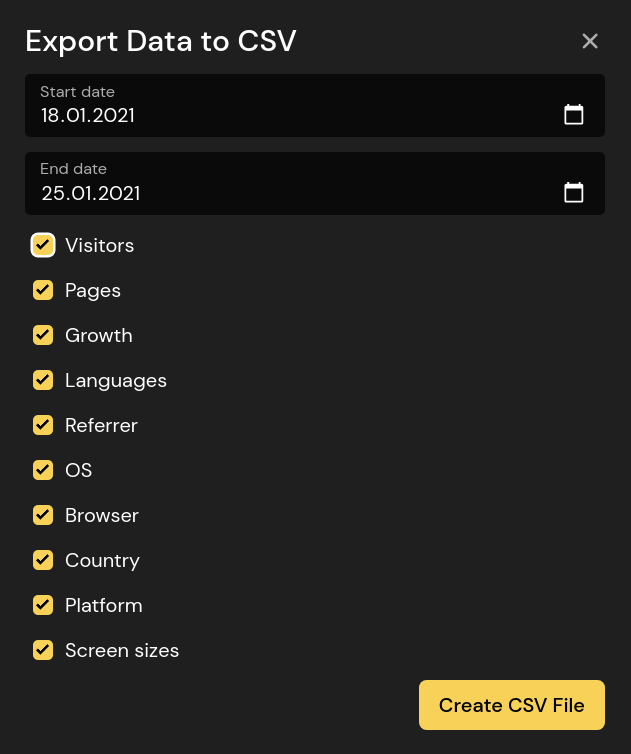 Export Data to CSV
Start date
18.01.2021
End date
25.01.2021
Visitors
Pages
Growth
Languages
Referrer
OS
Browser
Country
Platform
Screen sizes
Create CSV File